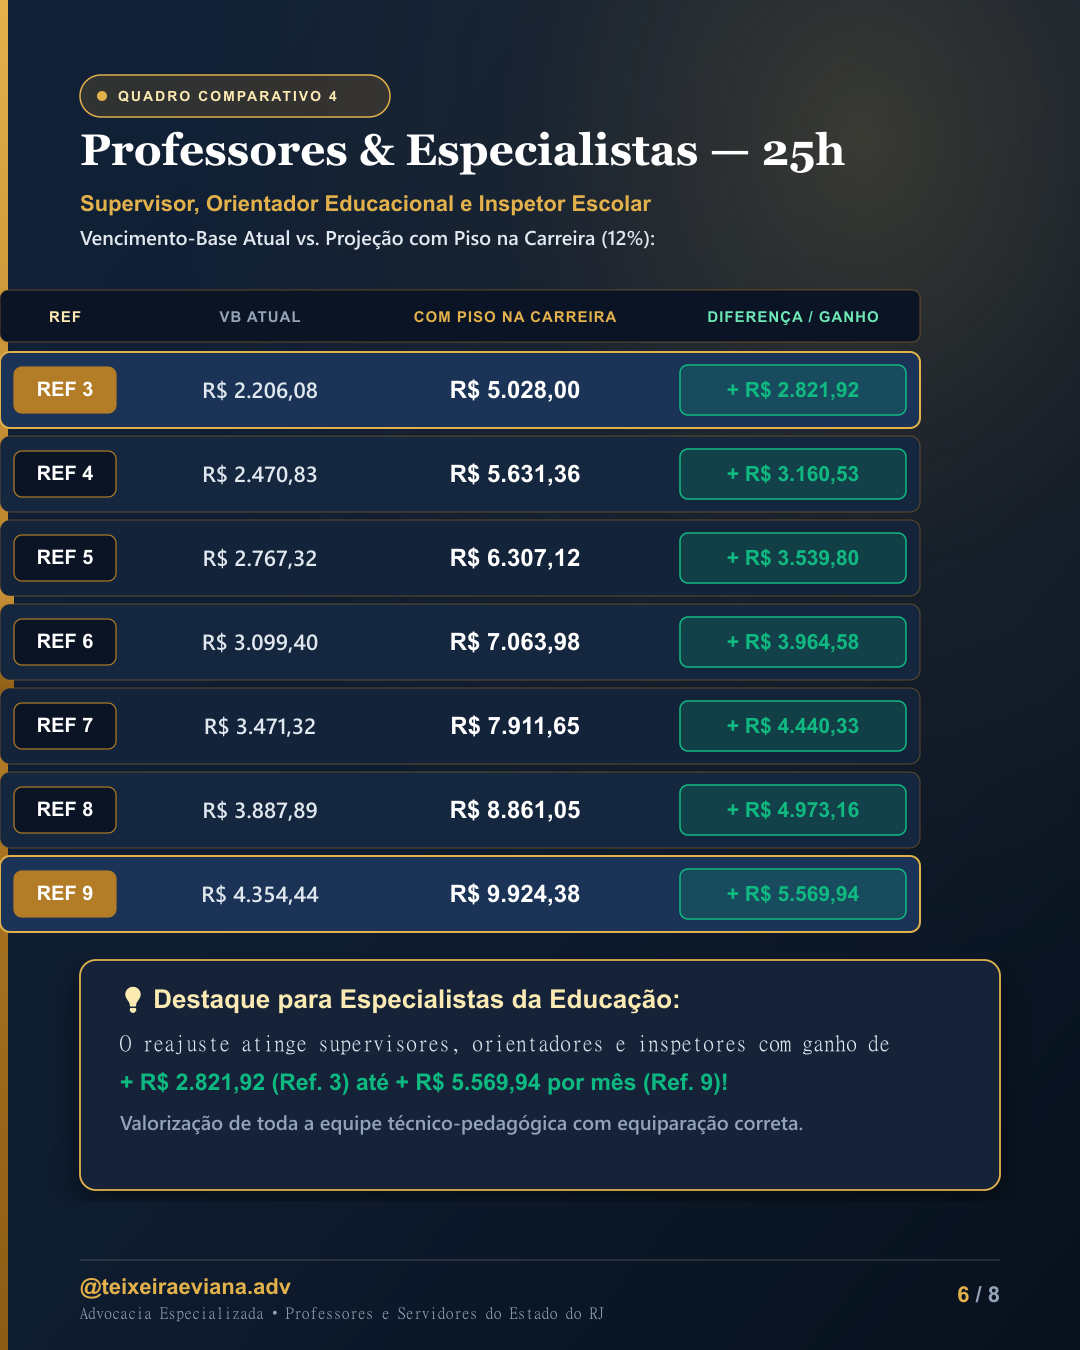 QUADRO COMPARATIVO 4
Professores & Especialistas — 25h
Supervisor, Orientador Educacional e Inspetor Escolar
Vencimento-Base Atual vs. Projeção com Piso na Carreira (12%):
REF VB ATUAL COM PISO NA CARREIRA DIFERENÇA / GANHO
REF 3 R$ 2.206,08 R$ 5.028,00 + R$ 2.821,92
REF 4 R$ 2.470,83 R$ 5.631,36 + R$ 3.160,53
REF 5 R$ 2.767,32 R$ 6.307,12 + R$ 3.539,80
REF 6 R$ 3.099,40 R$ 7.063,98 + R$ 3.964,58
REF 7 R$ 3.471,32 R$ 7.911,65 + R$ 4.440,33
REF 8 R$ 3.887,89 R$ 8.861,05 + R$ 4.973,16
REF 9 R$ 4.354,44 R$ 9.924,38 + R$ 5.569,94
Destaque para Especialistas da Educação:
O reajuste atinge supervisores, orientadores e inspetores com ganho de
+ R$ 2.821,92 (Ref. 3) até + R$ 5.569,94 por mês (Ref. 9)!
Valorização de toda a equipe técnico-pedagógica com equiparação correta.
@teixeiraeviana.adv
Advocacia Especializada • Professores e Servidores do Estado do RJ
6 / 8